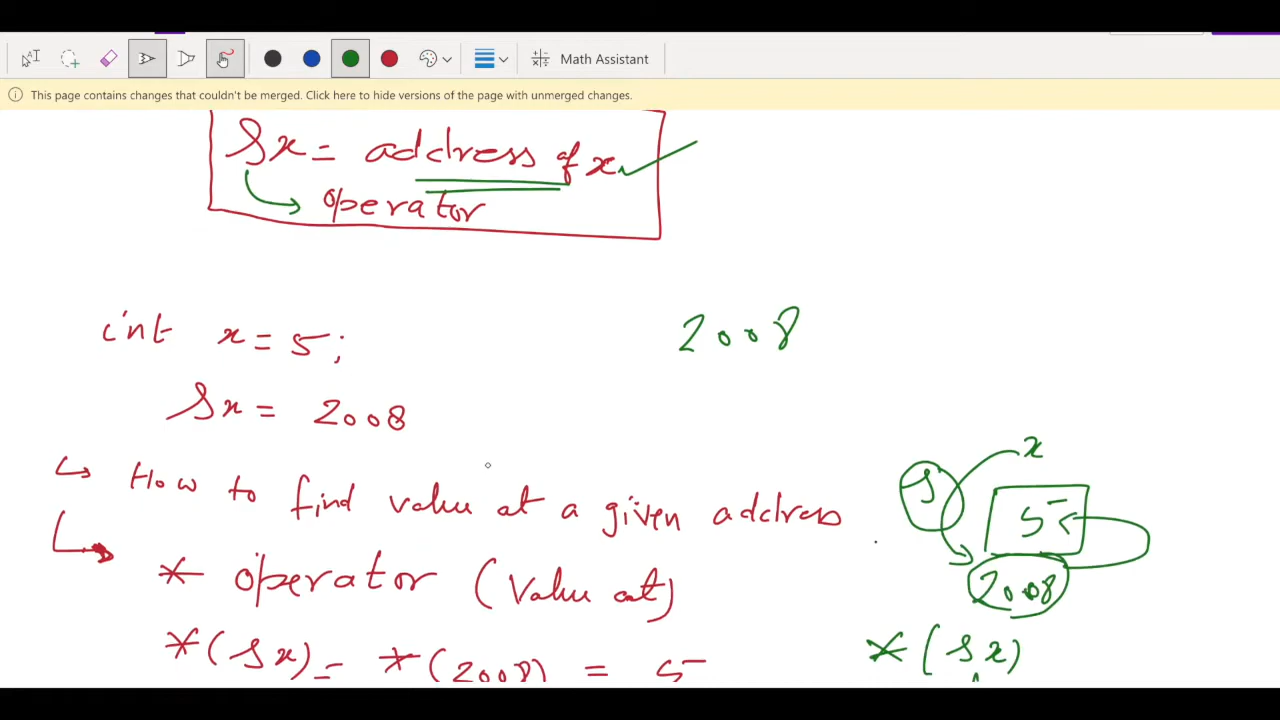 Math Assistant
This page contains changes that couldn't be merged. Click here to hide versions of the page with unmerged changes.
&x = address of x
operator
int x = 5;
2008
&x = 2008
x
&
5
2008
How to find value at a given address
* operator (Value at)
*(&x) = *(2008) = 5
*(&x)